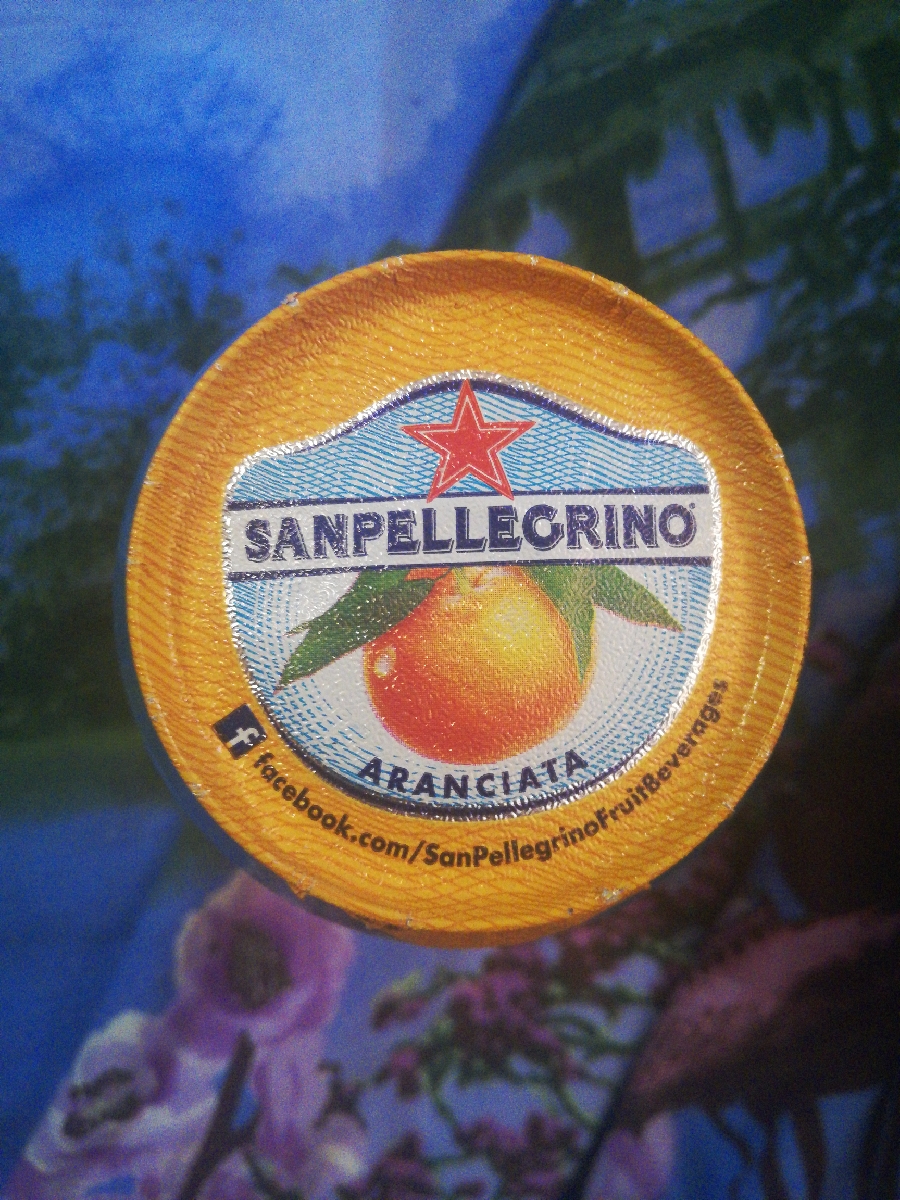 SANPELLEGRINO®
ARANCIATA
f facebook.com/SanPellegrinoFruitBeverages